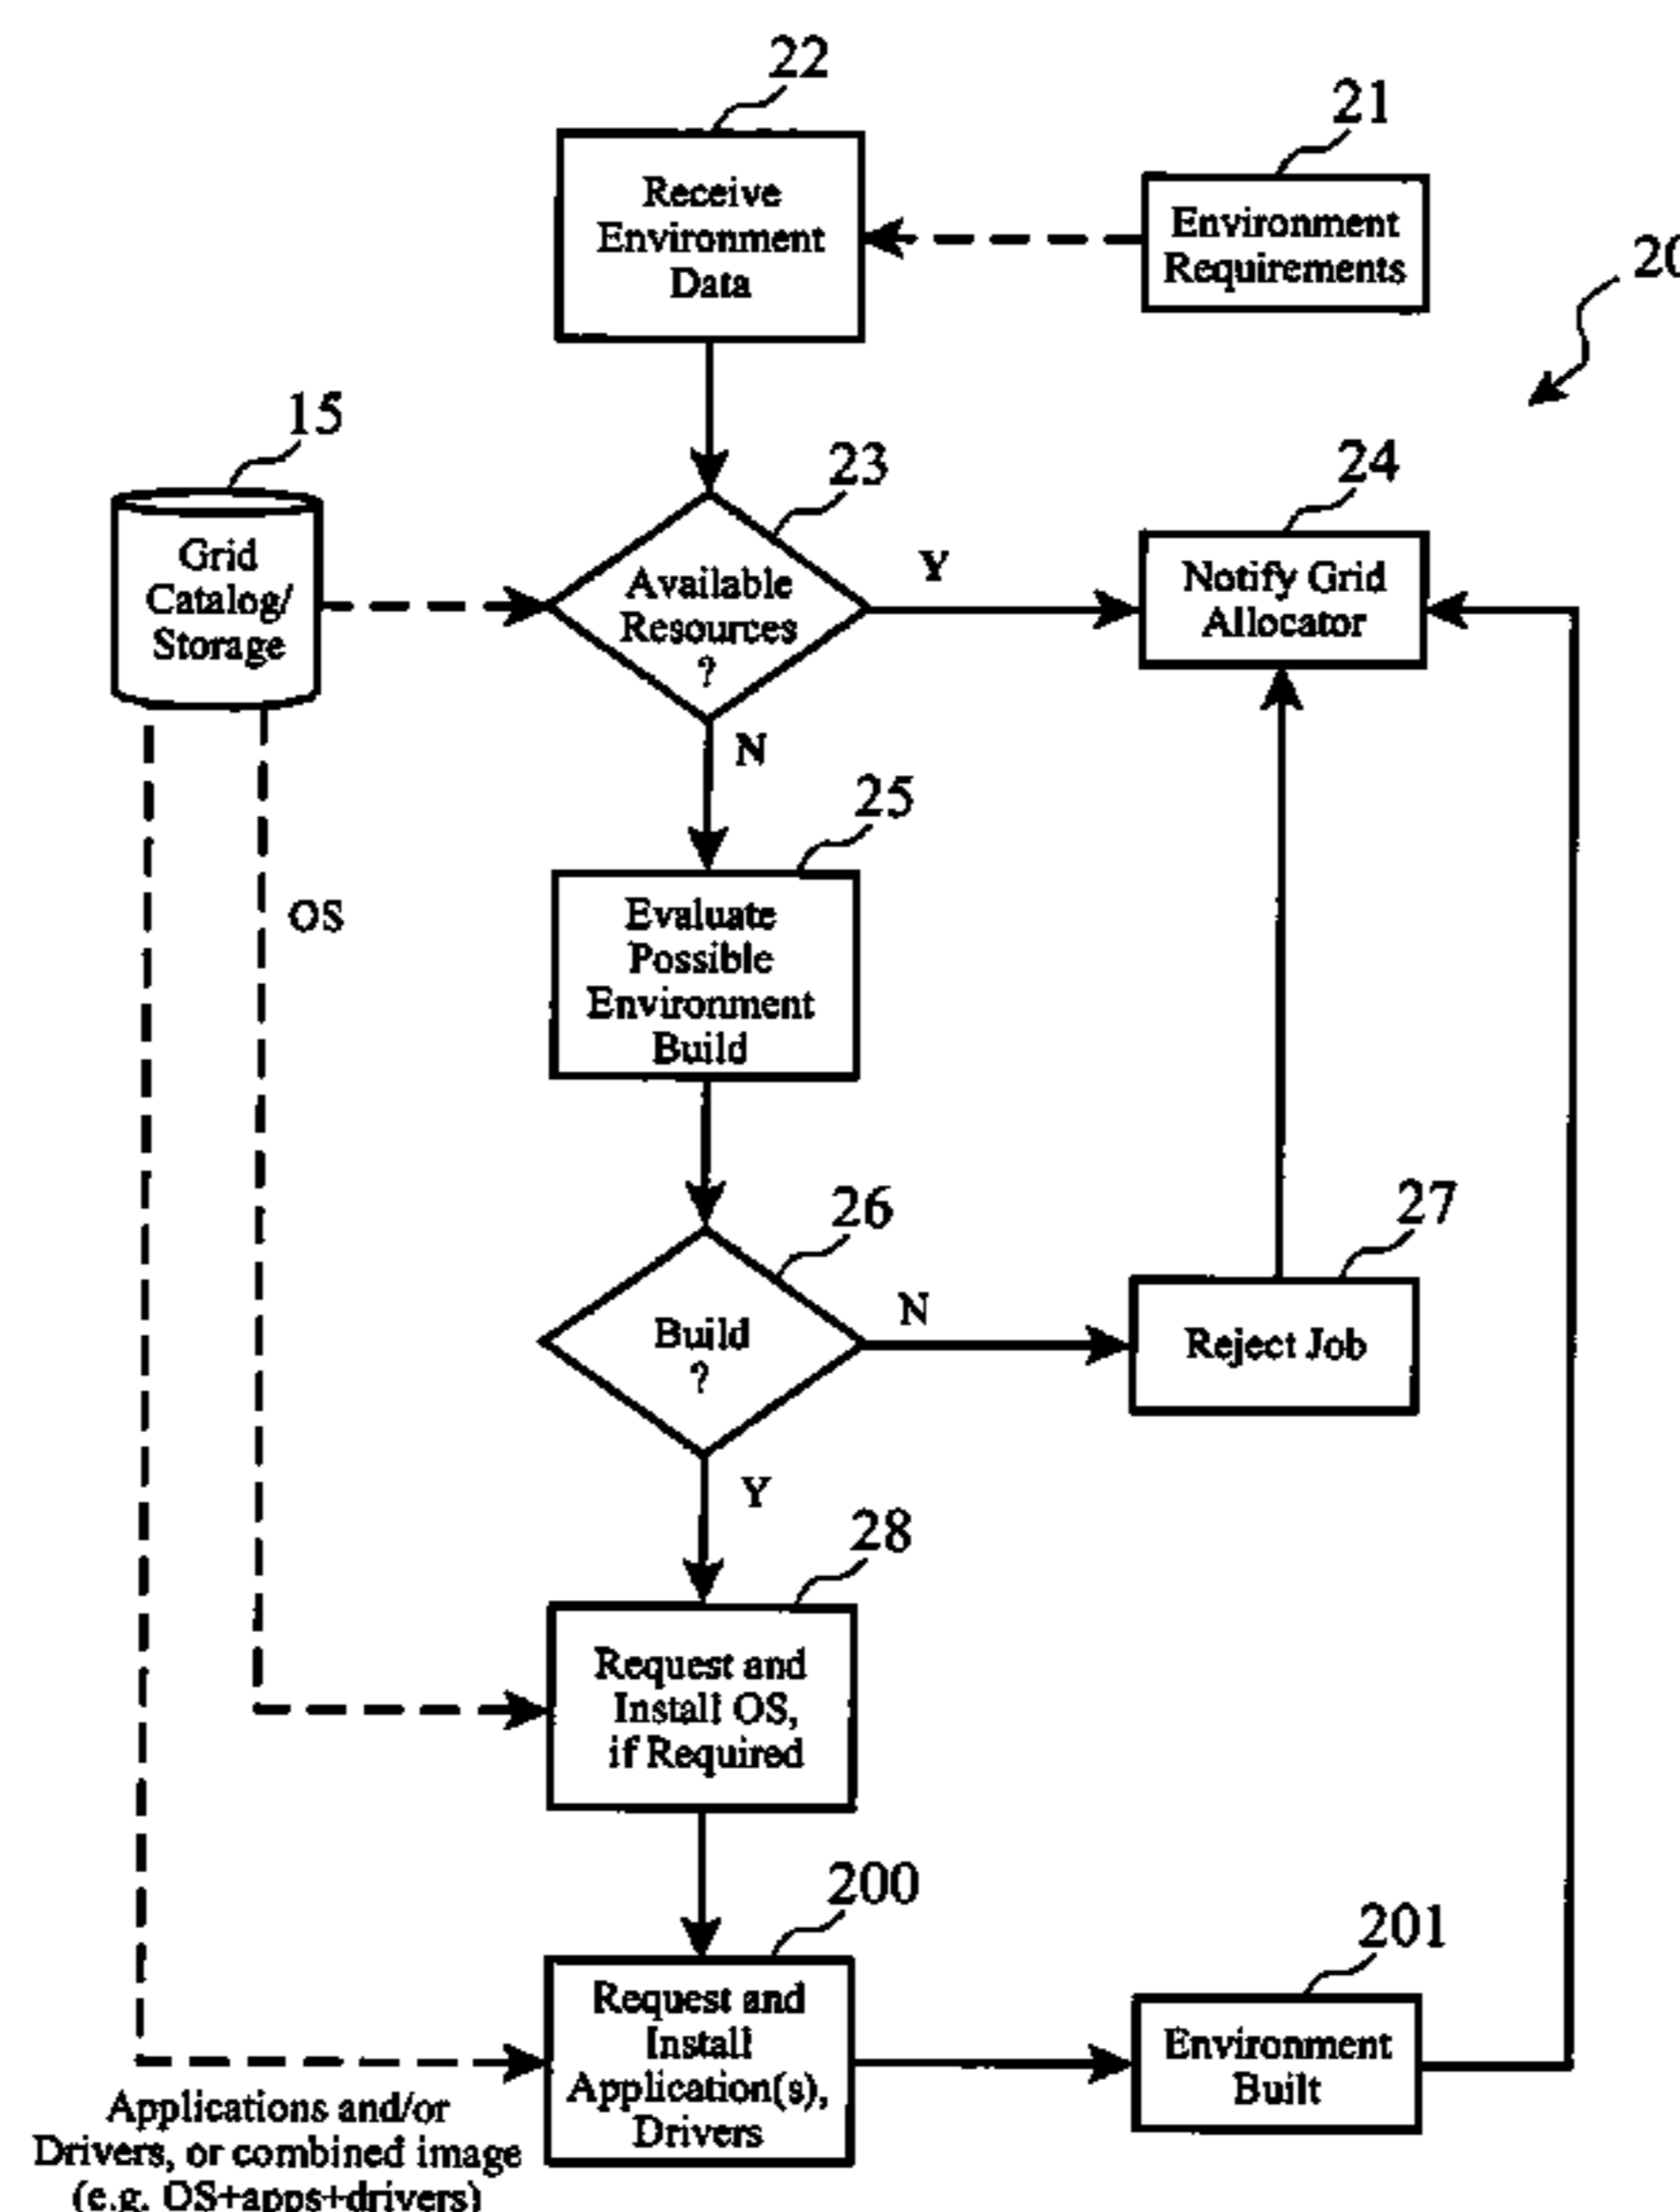 22
21
Receive
Environment
Data
Environment
Requirements
15
23
24
Grid
Catalog/
Storage
Available
Resources
?
Y
Notify Grid
Allocator
N
25
OS
Evaluate
Possible
Environment
Build
26
27
Build
?
N
Reject Job
Y
28
Request and
Install OS,
if Required
200
201
Request and
Install
Application(s),
Drivers
Environment
Built
Applications and/or
Drivers, or combined image
(e.g. OS+apps+drivers)